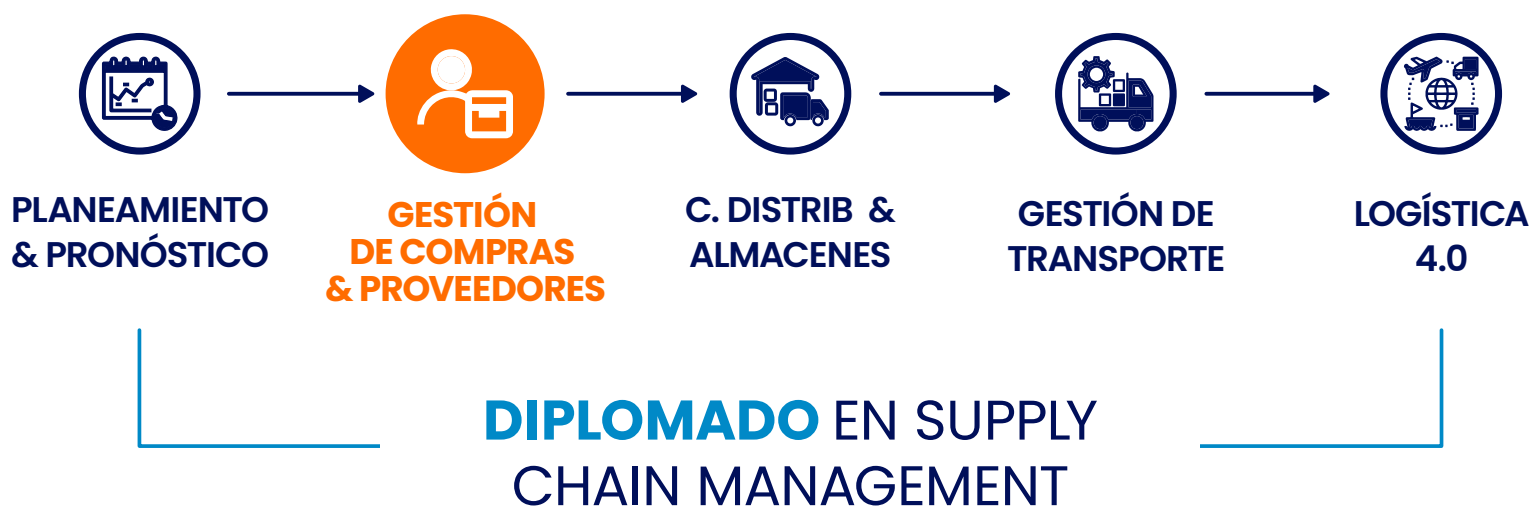 PLANEAMIENTO
& PRONÓSTICO
GESTIÓN
DE COMPRAS
& PROVEEDORES
C. DISTRIB &
ALMACENES
GESTIÓN DE
TRANSPORTE
LOGÍSTICA
4.0
DIPLOMADO EN SUPPLY
CHAIN MANAGEMENT